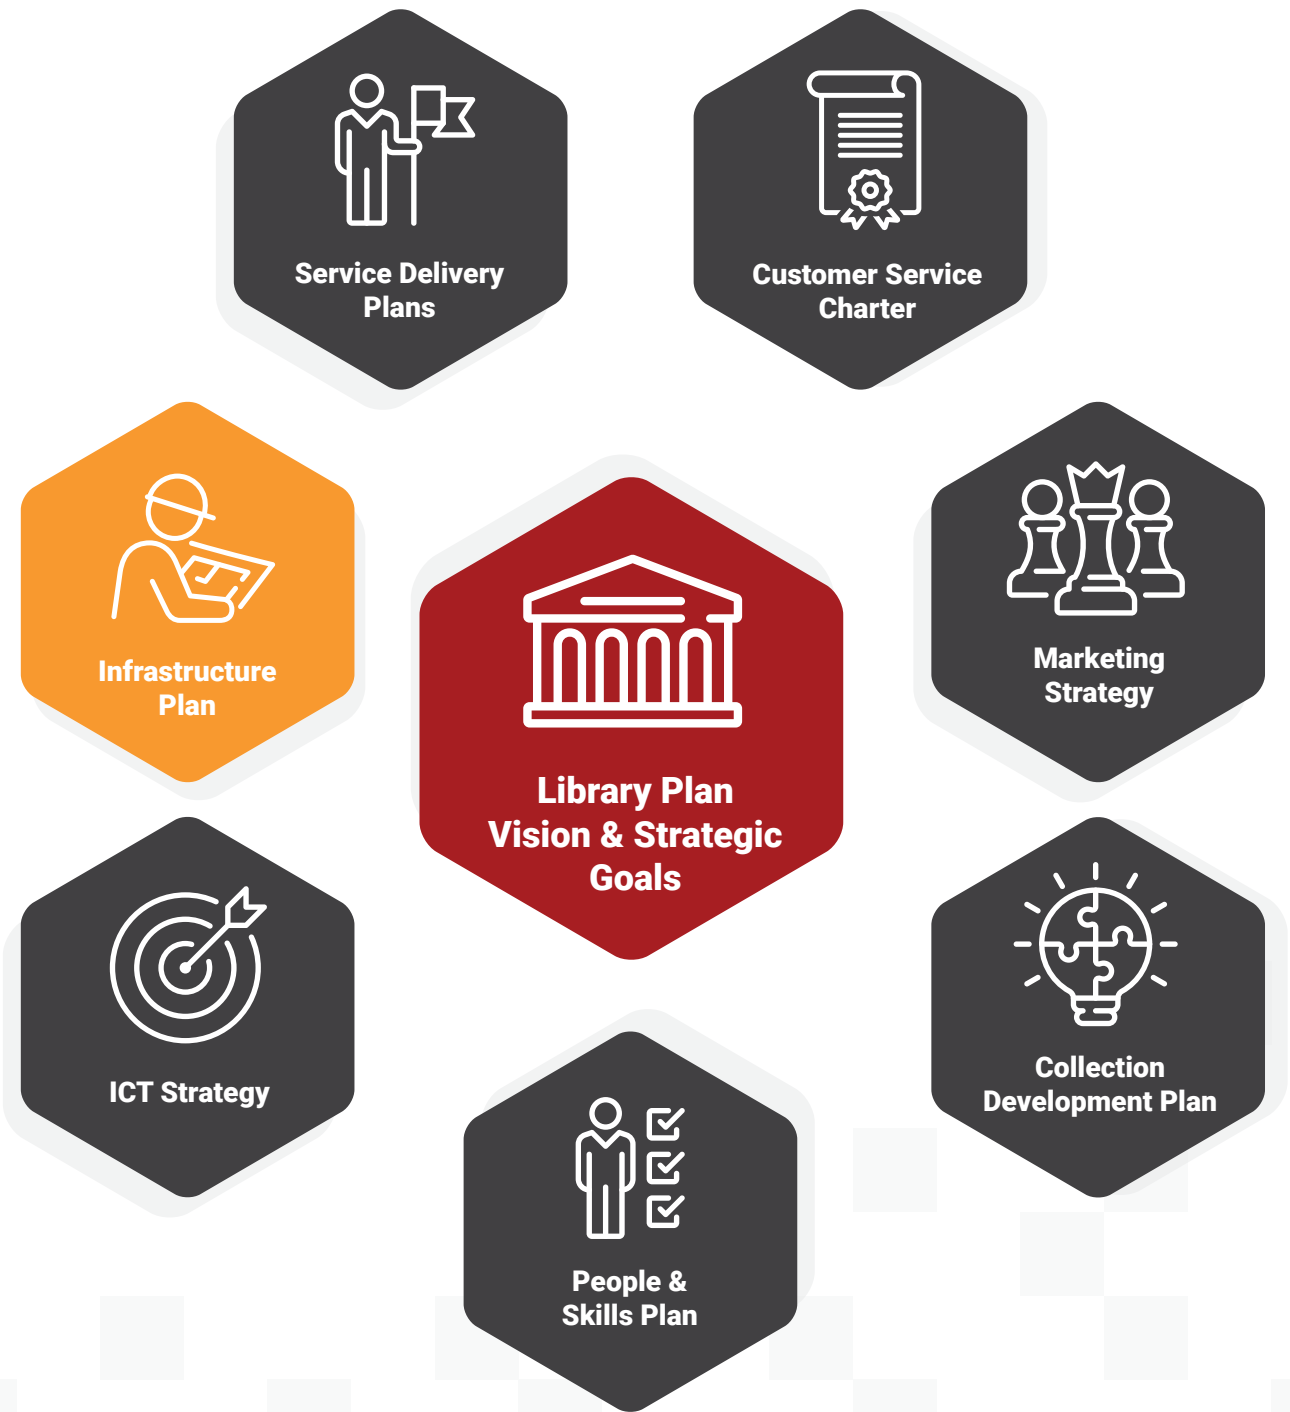 Service Delivery
Plans
Customer Service
Charter
Infrastructure
Plan
Marketing
Strategy
Library Plan
Vision & Strategic
Goals
ICT Strategy
Collection
Development Plan
People &
Skills Plan